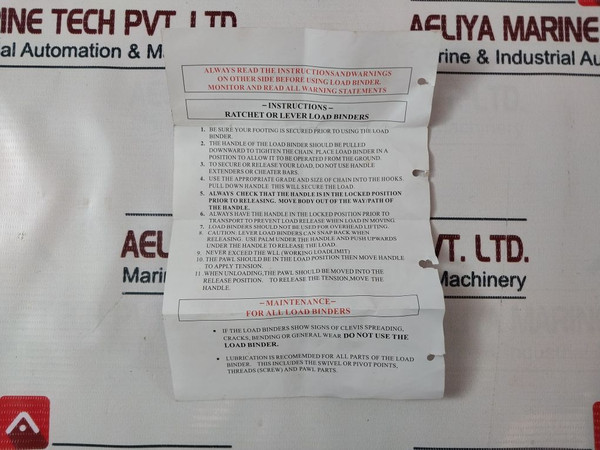 INE TECH PVT. LTD.
al Automation & Ma
AELIYA MARINE
rine & Industrial Au
ALWAYS READ THE INSTRUCTIONSANDWARNINGS
ON OTHER SIDE BEFORE USING LOAD BINDER.
MONITOR AND READ ALL WARNING STATEMENTS
~INSTRUCTIONS~
RATCHET OR LEVER LOAD BINDERS
1. BE SURE YOUR FOOTING IS SECURED PRIOR TO USING THE LOAD
BINDER.
2. THE HANDLE OF THE LOAD BINDER SHOULD BE PULLED
DOWNWARD TO TIGHTEN THE CHAIN. PLACE LOAD BINDER IN A
POSITION TO ALLOW IT TO BE OPERATED FROM THE GROUND.
3. TO SECURE OR RELEASE YOUR LOAD, DO NOT USE HANDLE
EXTENDERS OR CHEATER BARS.
4. USE THE APPROPRIATE GRADE AND SIZE OF CHAIN INTO THE HOOKS.
PULL DOWN HANDLE THIS WILL SECURE THE LOAD.
5. ALWAYS CHECK THAT THE HANDLE IS IN THE LOCKED POSITION
PRIOR TO RELEASING. MOVE BODY OUT OF THE WAY/PATH OF
THE HANDLE.
6. ALWAYS HAVE THE HANDLE IN THE LOCKED POSITION PRIOR TO
TRANSPORT TO PREVENT LOAD RELEASE WHEN LOAD IN MOVING.
7. LOAD BINDERS SHOULD NOT BE USED FOR OVERHEAD LIFTING.
8. CAUTION: LEVER LOAD BINDERS CAN SNAP BACK WHEN
RELEASING. USE PALM UNDER THE HANDLE AND PUSH UPWARDS
UNDER THE HANDLE TO RELEASE THE LOAD.
9. NEVER EXCEED THE WLL (WORKING LOADLIMIT)
10. THE PAWL SHOULD BE IN THE LOAD POSITION THEN MOVE HANDLE
TO APPLY TENSION.
11. WHEN UNLOADING,THE PAWL SHOULD BE MOVED INTO THE
RELEASE POSITION. TO RELEASE THE TENSION,MOVE THE
HANDLE.
~MAINTENANCE~
FOR ALL LOAD BINDERS
• IF THE LOAD BINDERS SHOW SIGNS OF CLEVIS SPREADING,
CRACKS, BENDING OR GENERAL WEAR DO NOT USE THE
LOAD BINDER.
• LUBRICATION IS RECOMEMDED FOR ALL PARTS OF THE LOAD
BINDER. THIS INCLUDES THE SWIVEL OR PIVOT POINTS,
THREADS (SCREW) AND PAWL PARTS.
AELI
VT. LTD.
Marin
Machinery